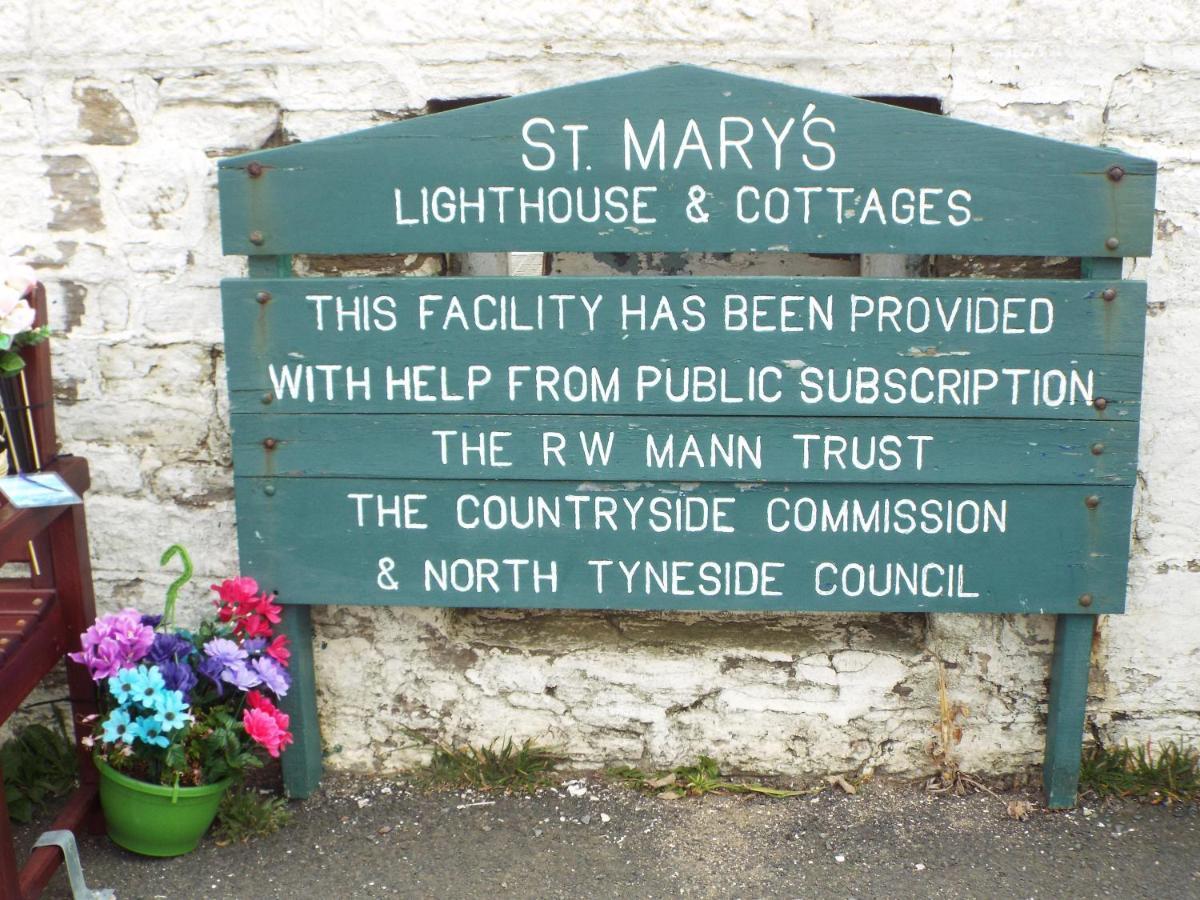 ST. MARY'S
LIGHTHOUSE & COTTAGES
THIS FACILITY HAS BEEN PROVIDED
WITH HELP FROM PUBLIC SUBSCRIPTION
THE RW MANN TRUST
THE COUNTRYSIDE COMMISSION
& NORTH TYNESIDE COUNCIL